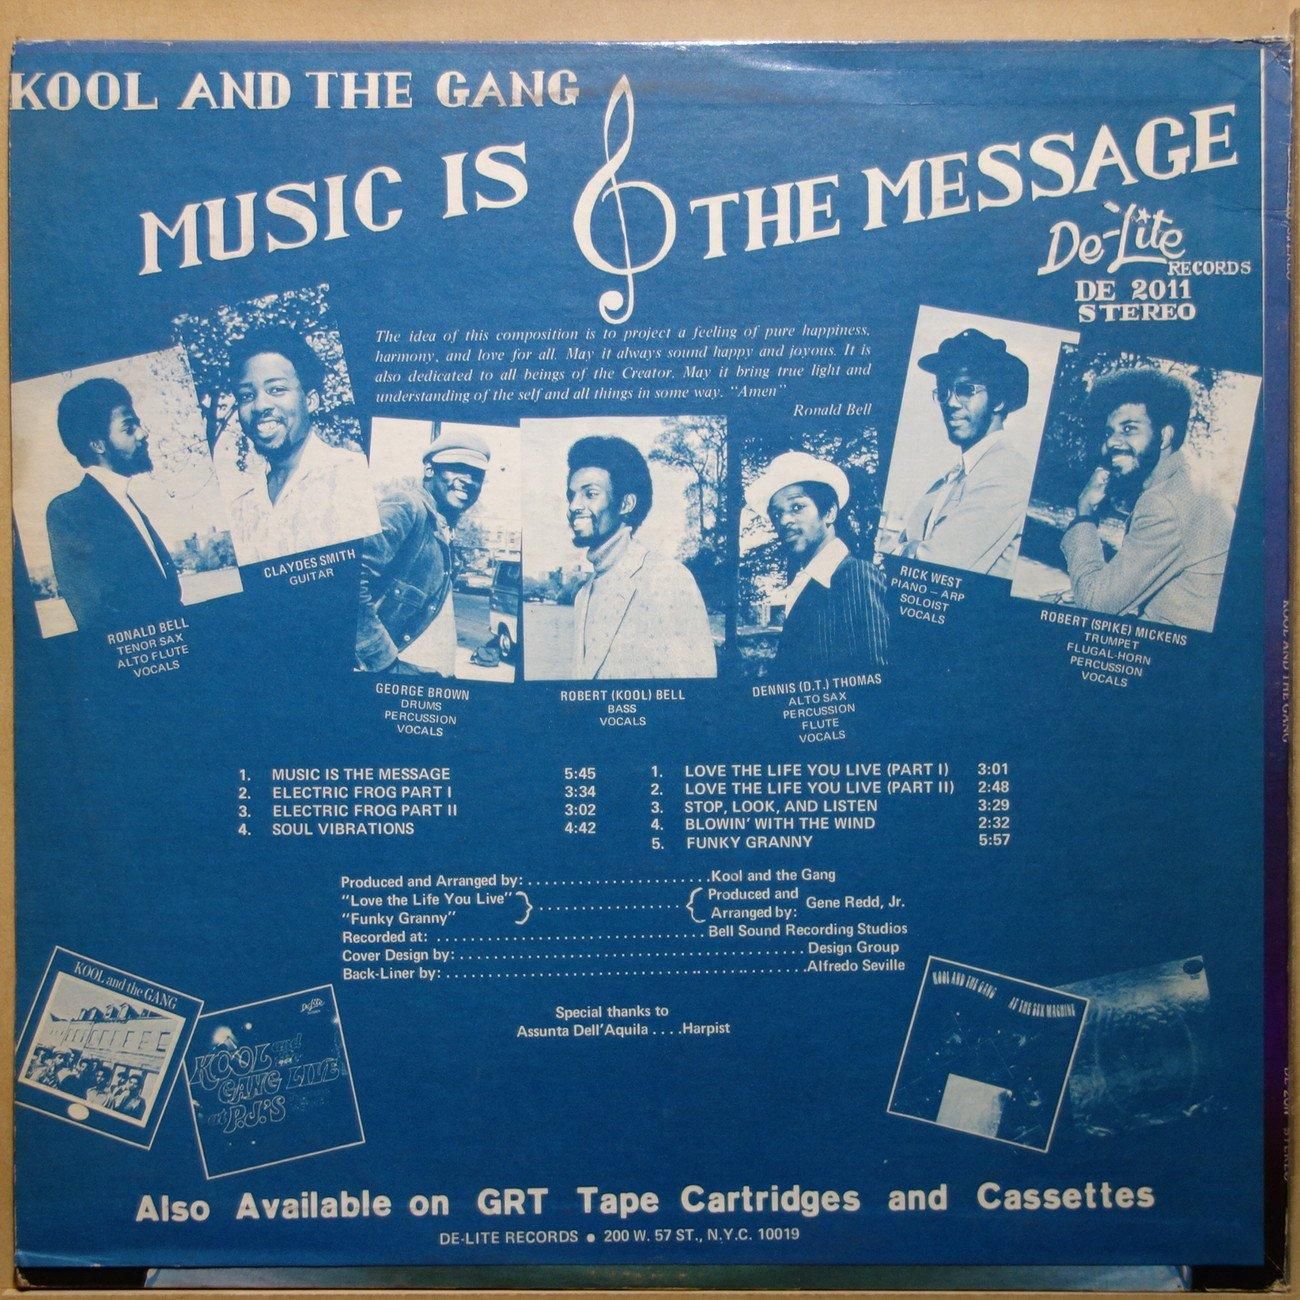 KOOL AND THE GANG
MUSIC IS THE MESSAGE
De-Lite
RECORDS
DE 2011
STEREO
The idea of this composition is to project a feeling of pure happiness,
harmony, and love for all. May it always sound happy and joyous. It is
also dedicated to all beings of the Creator. May it bring true light and
understanding of the self and all things in some way. "Amen"
Ronald Bell
RONALD BELL
TENOR SAX
ALTO FLUTE
VOCALS
CLAYDES SMITH
GUITAR
GEORGE BROWN
DRUMS
PERCUSSION
VOCALS
ROBERT (KOOL) BELL
BASS
VOCALS
DENNIS (D.T.) THOMAS
ALTO SAX
PERCUSSION
FLUTE
VOCALS
RICK WEST
PIANO – ARP
SOLOIST
VOCALS
ROBERT (SPIKE) MICKENS
TRUMPET
FLUGAL-HORN
PERCUSSION
VOCALS
1. MUSIC IS THE MESSAGE 5:45
2. ELECTRIC FROG PART I 3:34
3. ELECTRIC FROG PART II 3:02
4. SOUL VIBRATIONS 4:42
1. LOVE THE LIFE YOU LIVE (PART I) 3:01
2. LOVE THE LIFE YOU LIVE (PART II) 2:48
3. STOP, LOOK, AND LISTEN 3:29
4. BLOWIN' WITH THE WIND 2:32
5. FUNKY GRANNY 5:57
Produced and Arranged by: Kool and the Gang
"Love the Life You Live" Produced and
"Funky Granny" Arranged by: Gene Redd, Jr.
Recorded at: Bell Sound Recording Studios
Cover Design by: Design Group
Back-Liner by: Alfredo Seville
Special thanks to
Assunta Dell'Aquila . . . .Harpist
KOOL and the GANG
De-Lite
KOOL and the
GANG LIVE
at P.J.'S
KOOL AND THE GANG AT THE SEX MACHINE
Also Available on GRT Tape Cartridges and Cassettes
DE-LITE RECORDS • 200 W. 57 ST., N.Y.C. 10019
KOOL AND THE GANG
DE 2011 STEREO